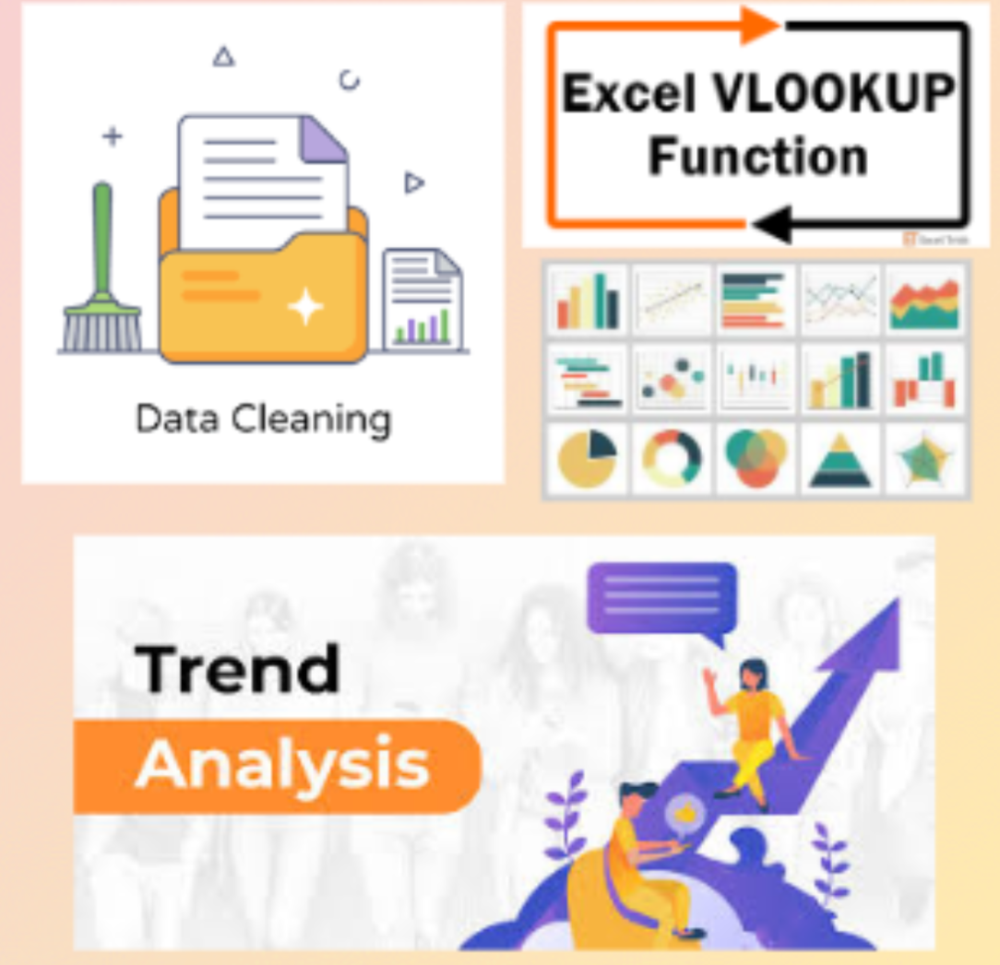 Excel VLOOKUP
Function
Data Cleaning
Trend
Analysis